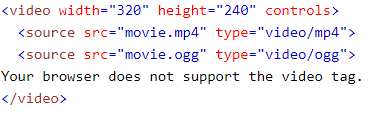 <video width="320" height="240" controls>
  <source src="movie.mp4" type="video/mp4">
  <source src="movie.ogg" type="video/ogg">
Your browser does not support the video tag.
</video>